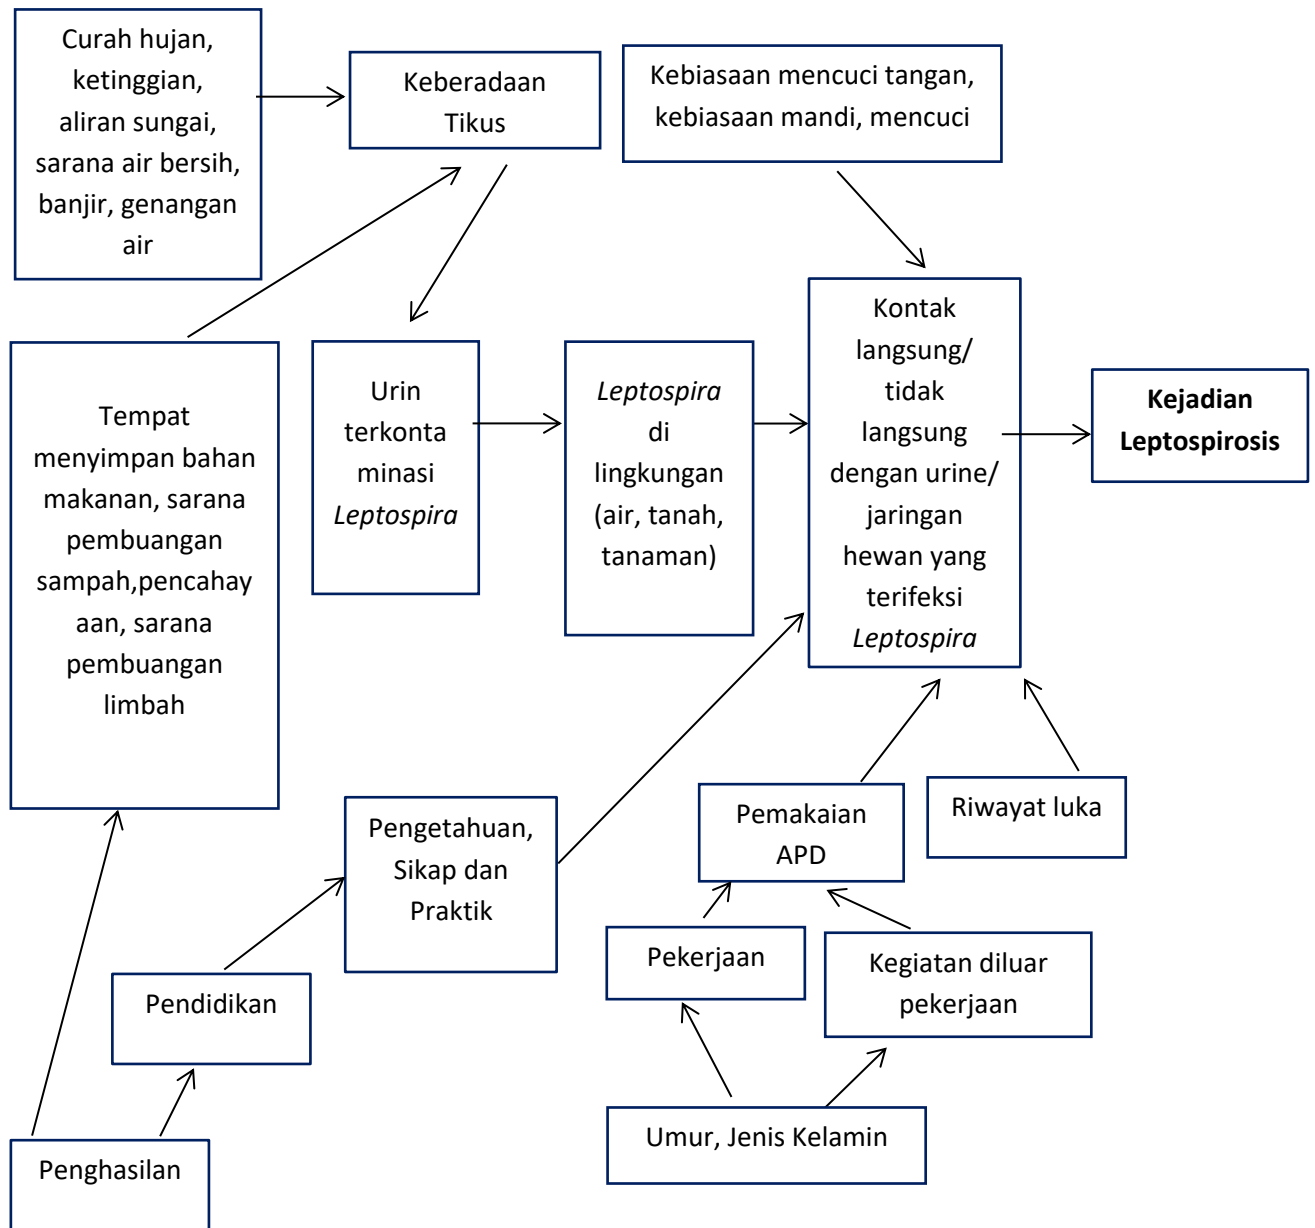 Curah hujan,
ketinggian,
aliran sungai,
sarana air bersih,
banjir, genangan
air
Keberadaan
Tikus
Kebiasaan mencuci tangan,
kebiasaan mandi, mencuci
Tempat
menyimpan bahan
makanan, sarana
pembuangan
sampah,pencahay
aan, sarana
pembuangan
limbah
Urin
terkonta
minasi
Leptospira
Leptospira
di
lingkungan
(air, tanah,
tanaman)
Kontak
langsung/
tidak
langsung
dengan urine/
jaringan
hewan yang
terifeksi
Leptospira
Kejadian
Leptospirosis
Pengetahuan,
Sikap dan
Praktik
Pemakaian
APD
Riwayat luka
Pekerjaan
Kegiatan diluar
pekerjaan
Pendidikan
Umur, Jenis Kelamin
Penghasilan